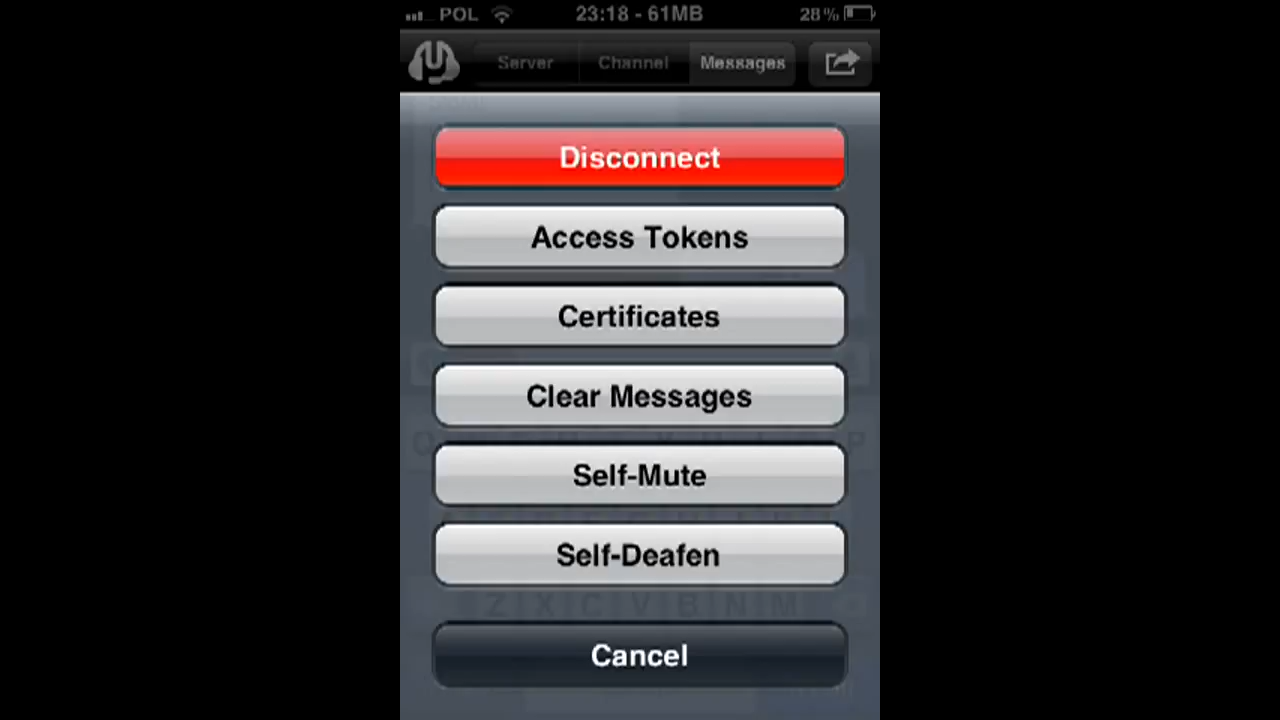 POL 23:18 - 61MB 28%
Server Channel Messages
Disconnect
Access Tokens
Certificates
Clear Messages
Self-Mute
Self-Deafen
Z X C V B N M
Cancel